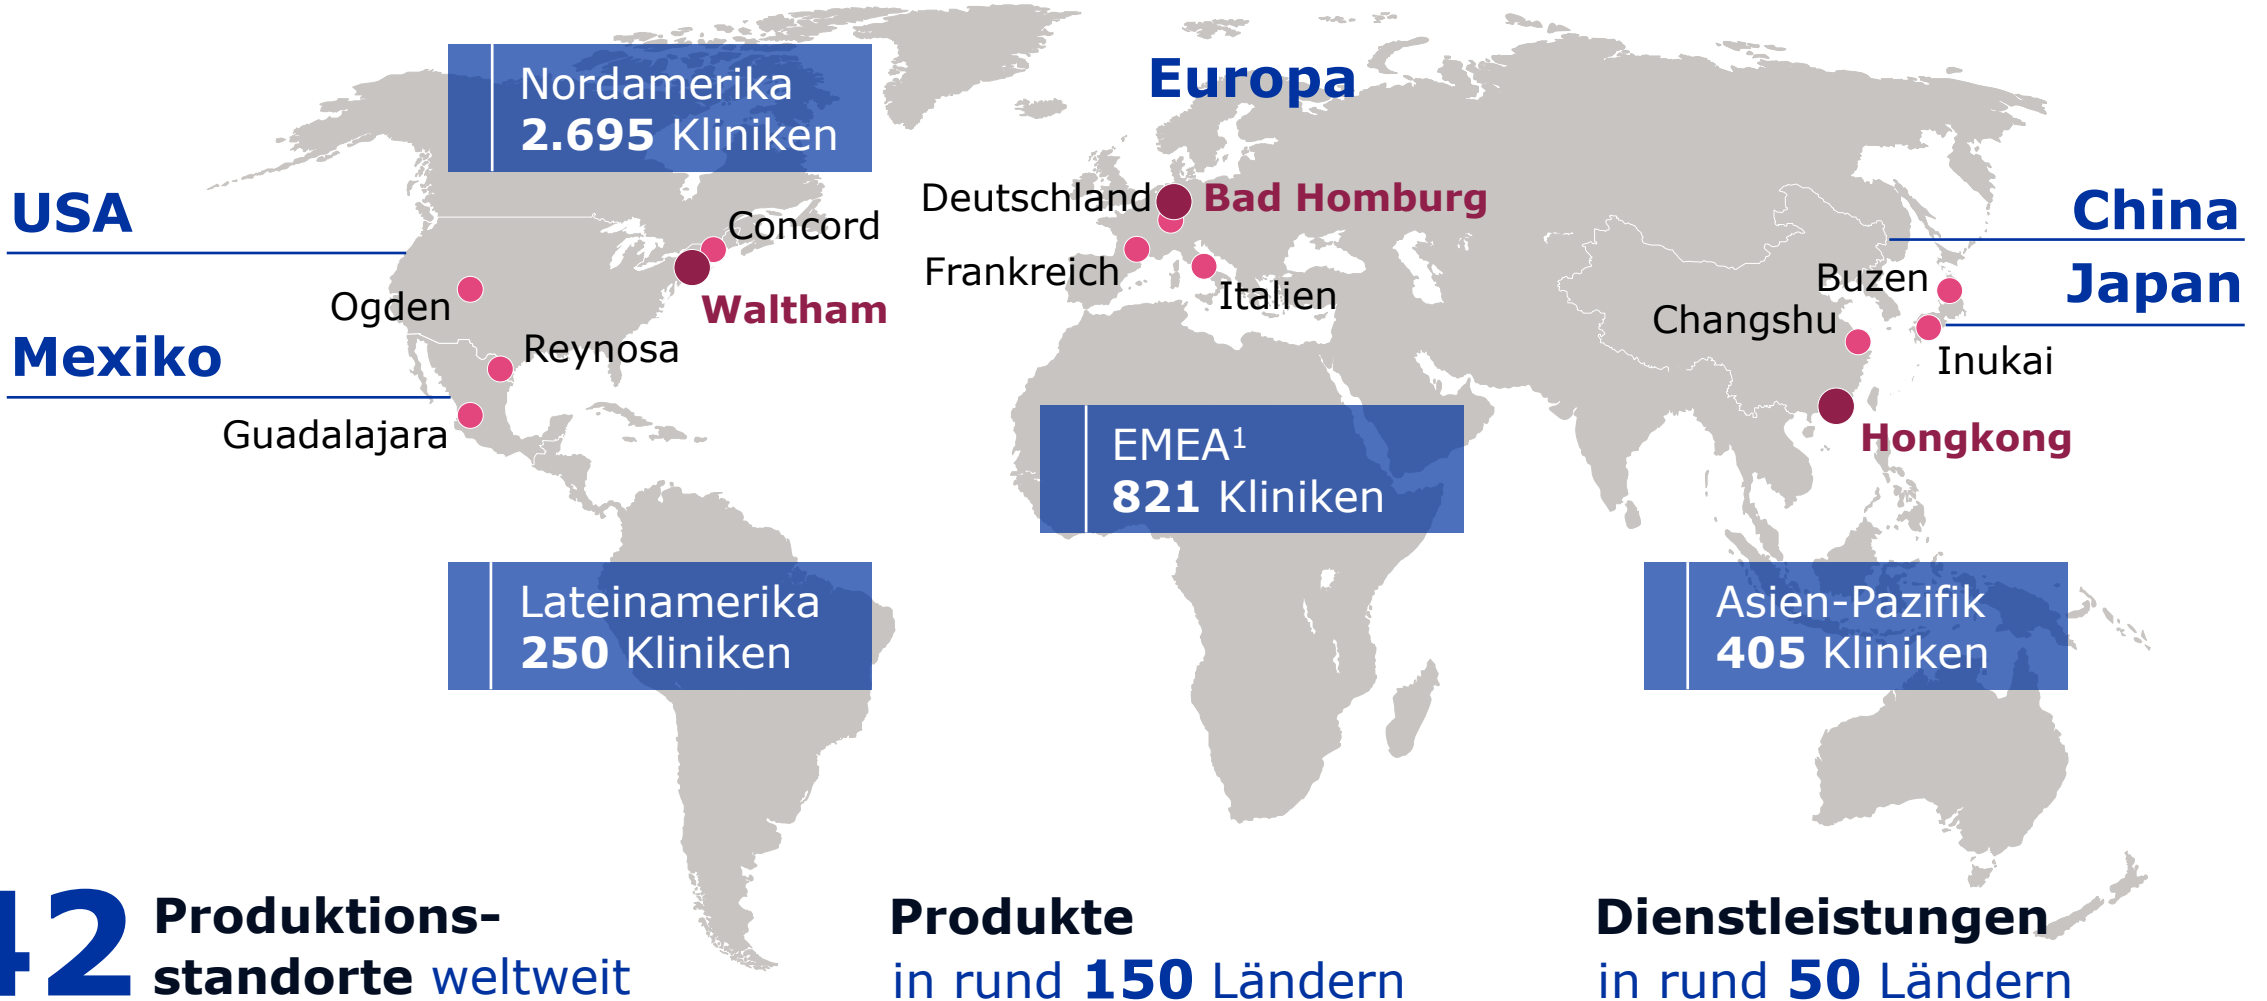 Nordamerika
2.695 Kliniken
Europa
USA
Concord
Ogden
Waltham
Reynosa
Mexiko
Guadalajara
Deutschland
Bad Homburg
Frankreich
Italien
China
Japan
Buzen
Changshu
Inukai
Hongkong
EMEA¹
821 Kliniken
Lateinamerika
250 Kliniken
Asien-Pazifik
405 Kliniken
42 Produktions-
standorte weltweit
Produkte
in rund 150 Ländern
Dienstleistungen
in rund 50 Ländern